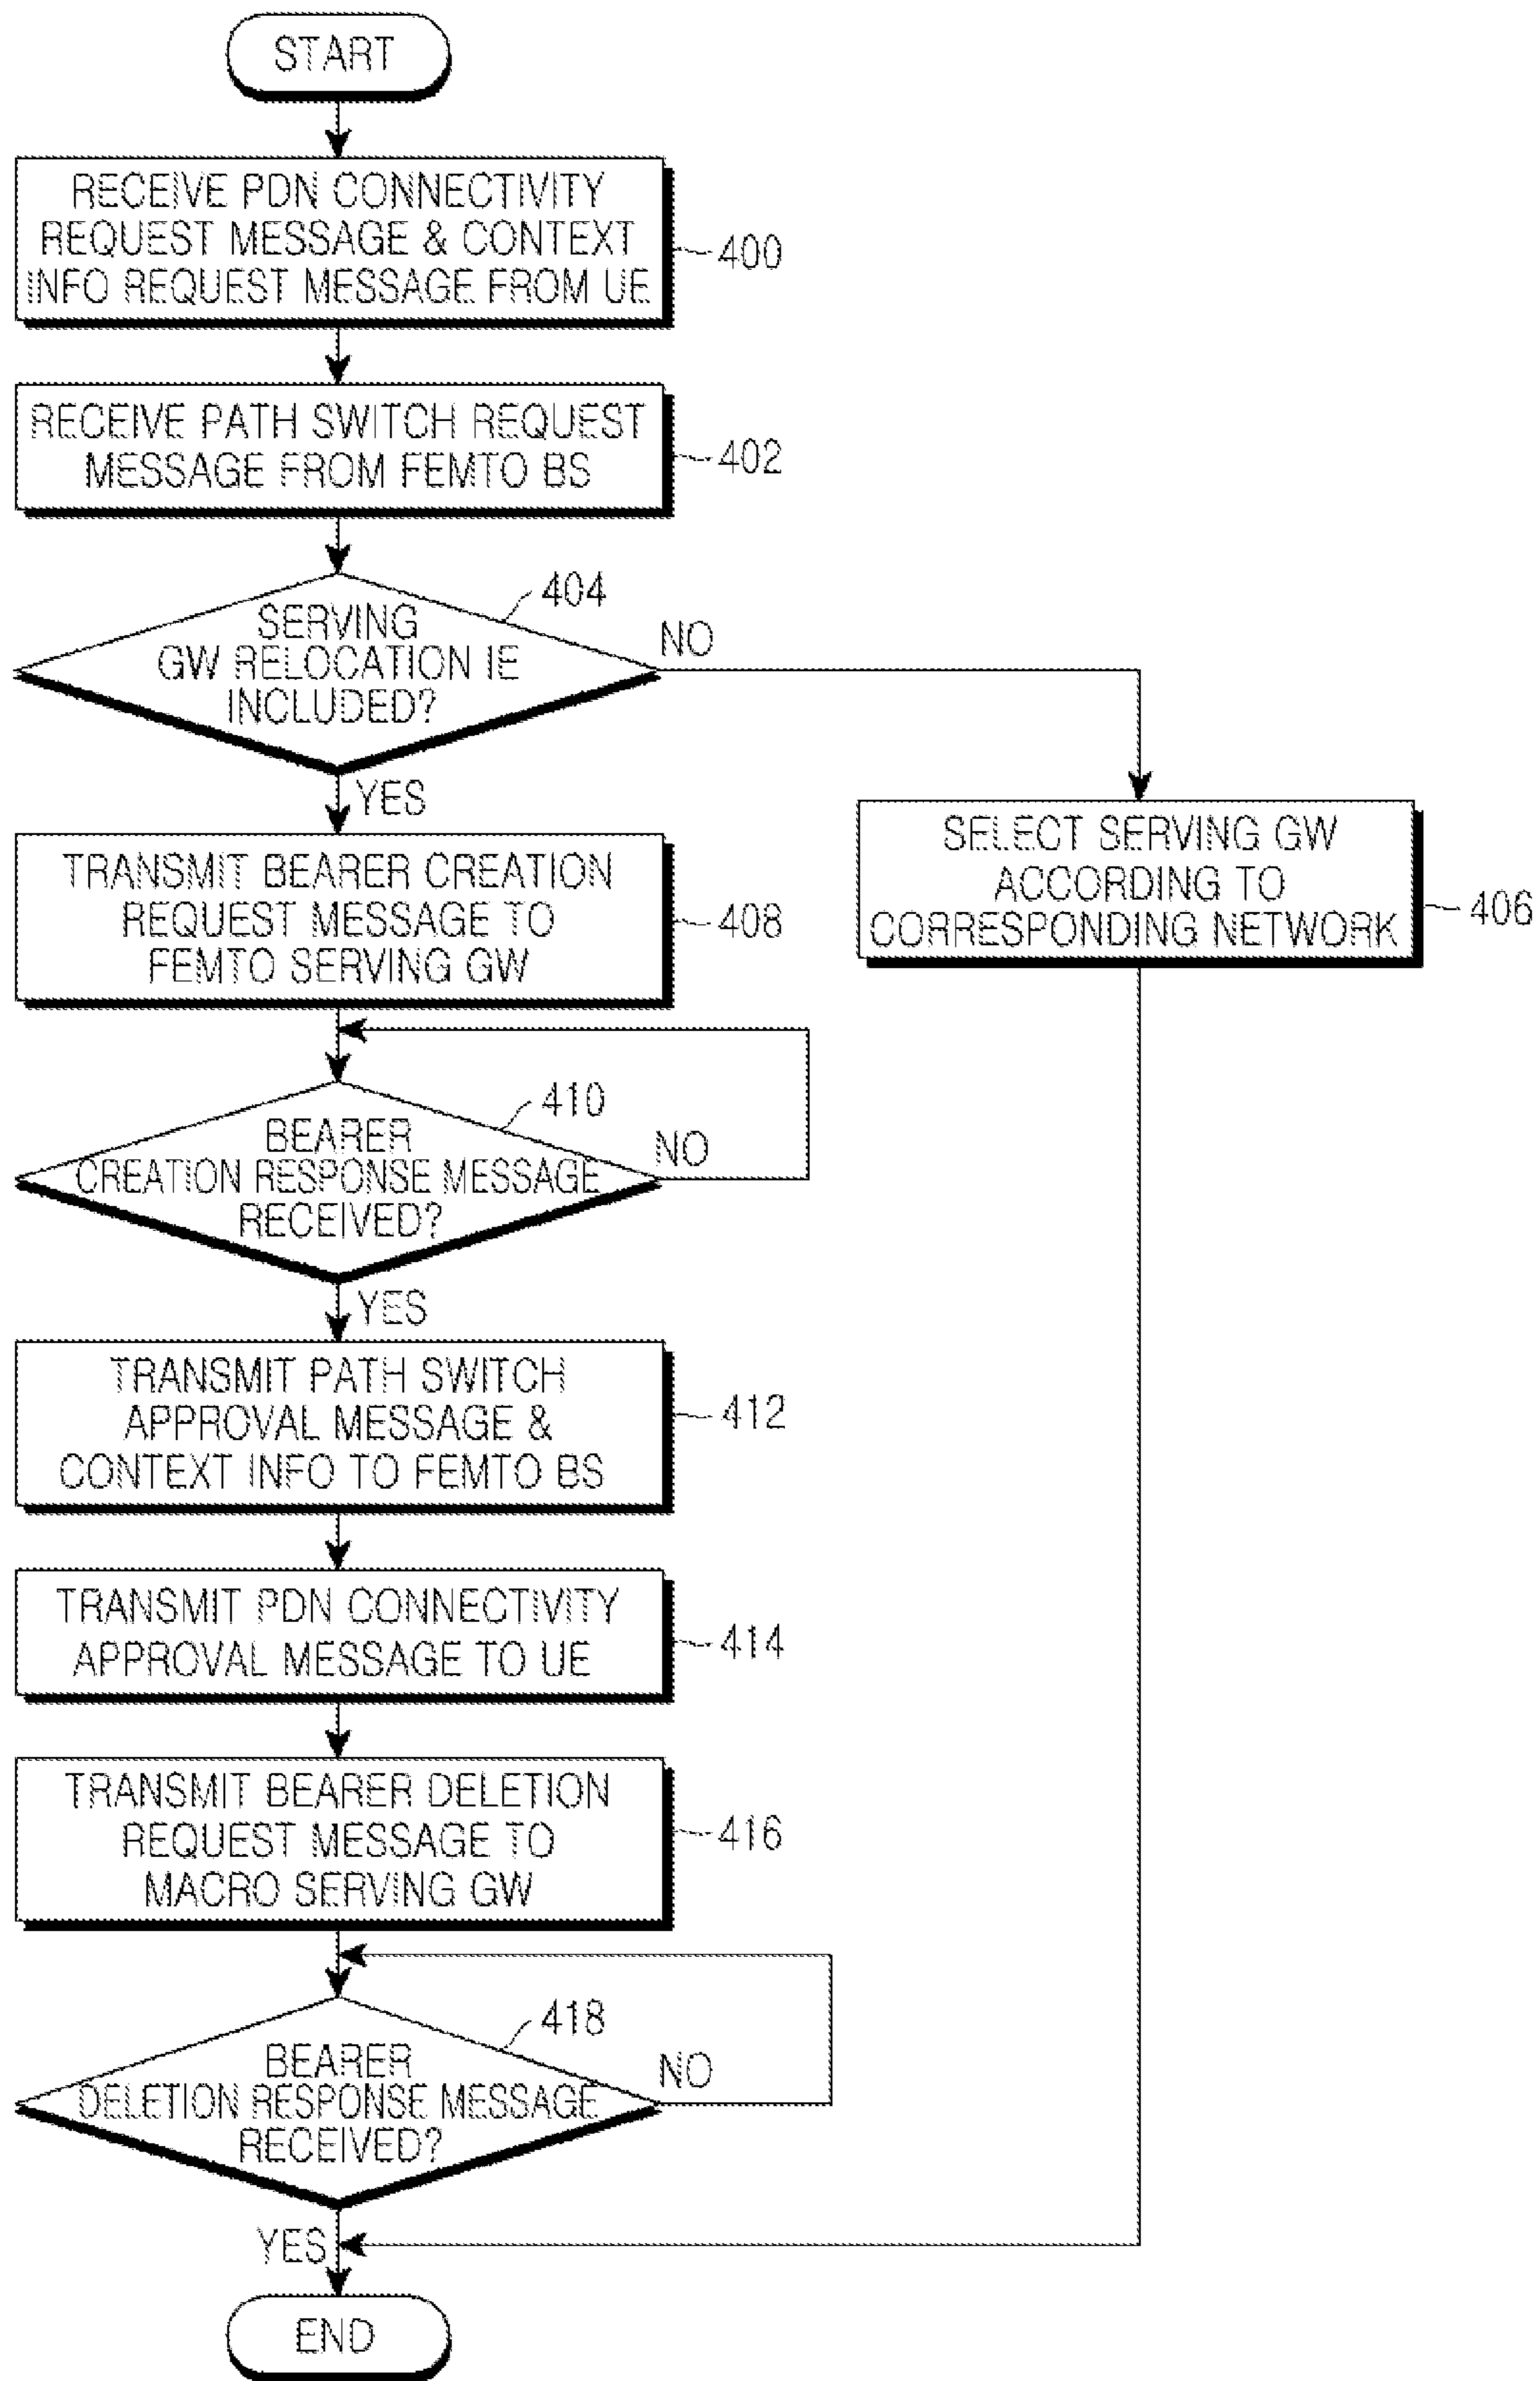 START
RECEIVE PDN CONNECTIVITY
REQUEST MESSAGE & CONTEXT
INFO REQUEST MESSAGE FROM UE
400
RECEIVE PATH SWITCH REQUEST
MESSAGE FROM FEMTO BS
402
404
SERVING
GW RELOCATION IE
INCLUDED?
NO
YES
SELECT SERVING GW
ACCORDING TO
CORRESPONDING NETWORK
406
TRANSMIT BEARER CREATION
REQUEST MESSAGE TO
FEMTO SERVING GW
408
410
BEARER
CREATION RESPONSE MESSAGE
RECEIVED?
NO
YES
TRANSMIT PATH SWITCH
APPROVAL MESSAGE &
CONTEXT INFO TO FEMTO BS
412
TRANSMIT PDN CONNECTIVITY
APPROVAL MESSAGE TO UE
414
TRANSMIT BEARER DELETION
REQUEST MESSAGE TO
MACRO SERVING GW
416
418
BEARER
DELETION RESPONSE MESSAGE
RECEIVED?
NO
YES
END